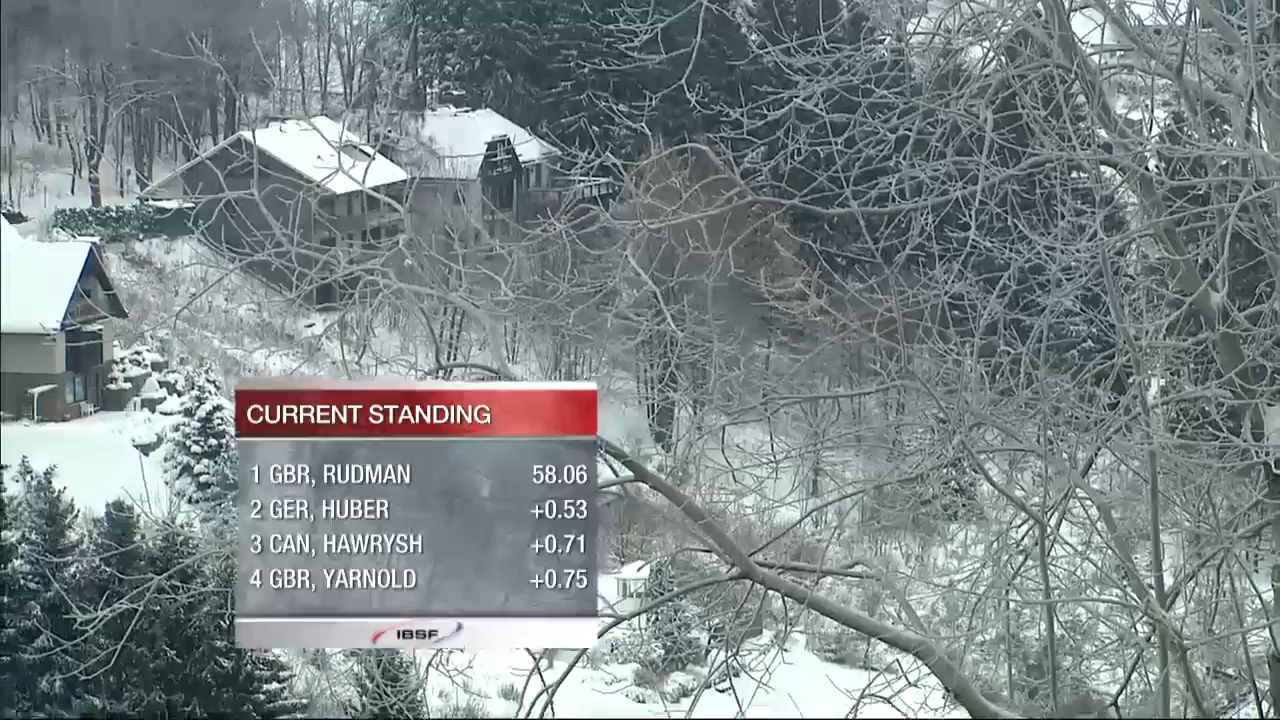 CURRENT STANDING
1 GBR, RUDMAN 58.06
2 GER, HUBER +0.53
3 CAN, HAWRYSH +0.71
4 GBR, YARNOLD +0.75
IBSF